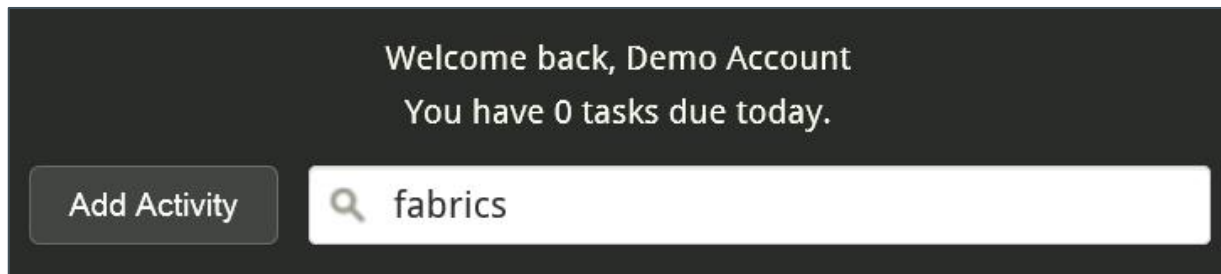 Welcome back, Demo Account
You have 0 tasks due today.
Add Activity
fabrics